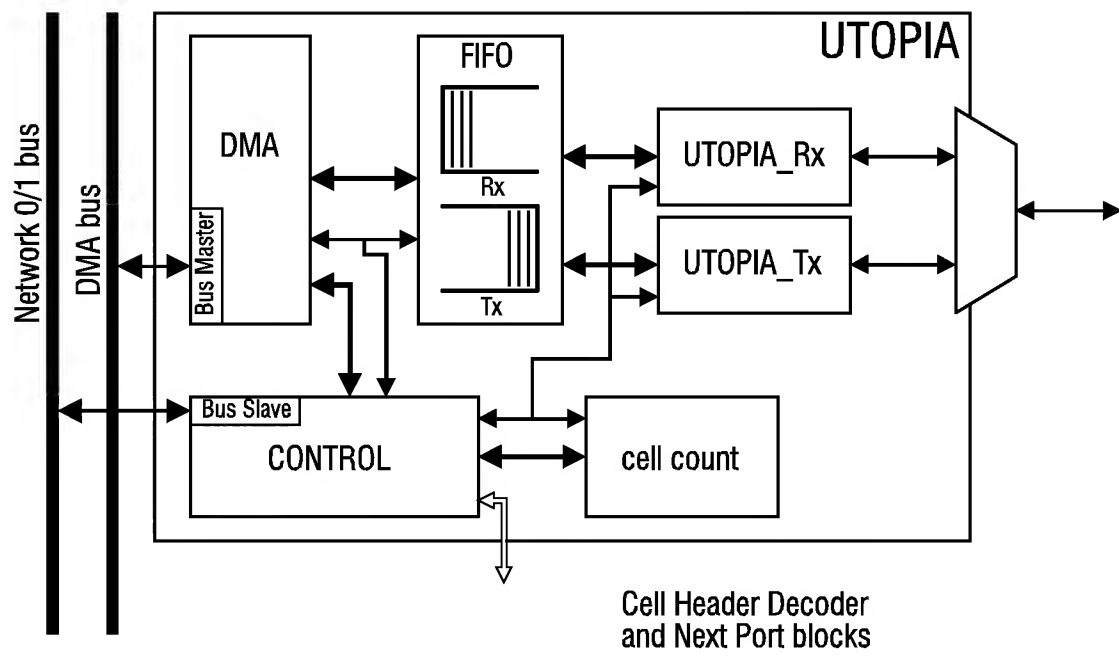 UTOPIA
Network 0/1 bus
DMA bus
DMA
Bus Master
FIFO
Rx
Tx
UTOPIA_Rx
UTOPIA_Tx
Bus Slave
CONTROL
cell count
Cell Header Decoder
and Next Port blocks